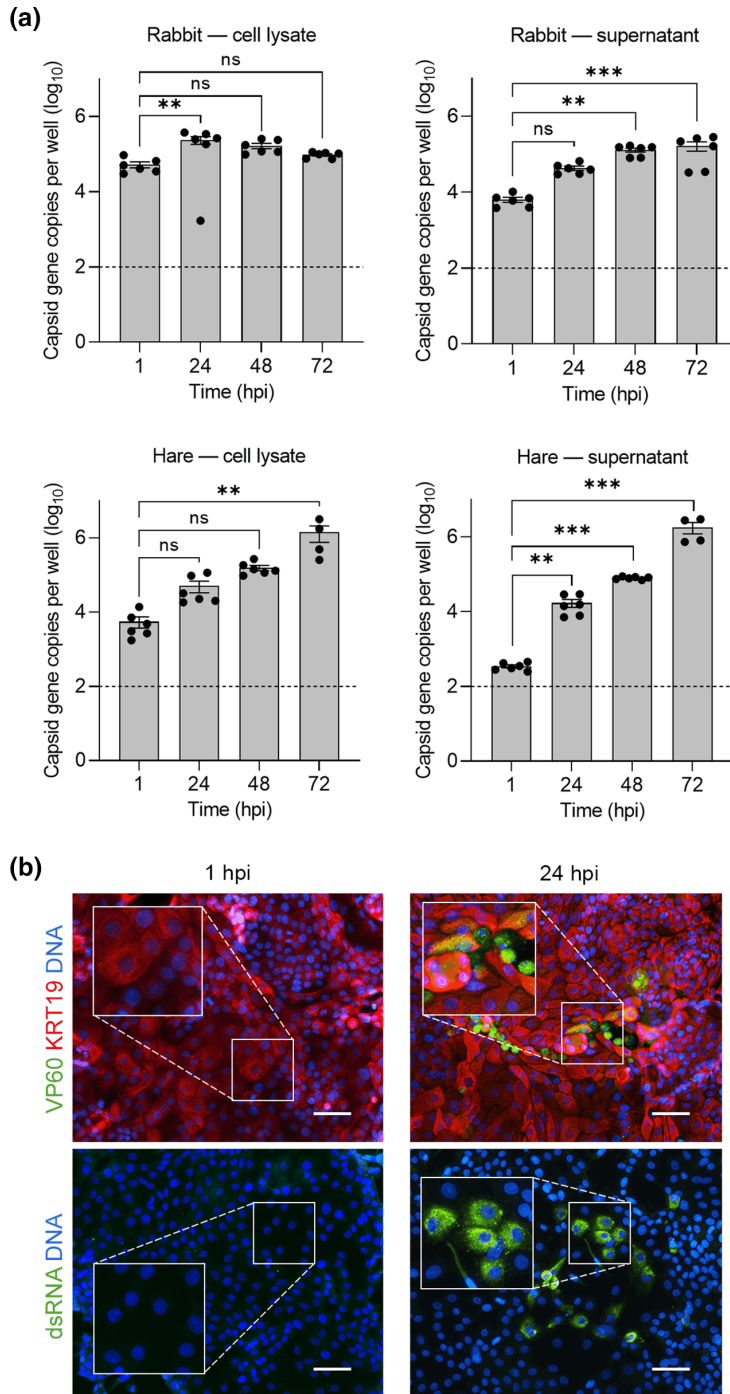 (a)
Rabbit — cell lysate
Capsid gene copies per well (log10)
ns
ns
**
6
4
2
0
1 24 48 72
Time (hpi)
Rabbit — supernatant
Capsid gene copies per well (log10)
***
**
ns
6
4
2
0
1 24 48 72
Time (hpi)
Hare — cell lysate
Capsid gene copies per well (log10)
**
ns
ns
6
4
2
0
1 24 48 72
Time (hpi)
Hare — supernatant
Capsid gene copies per well (log10)
***
***
**
6
4
2
0
1 24 48 72
Time (hpi)
(b)
1 hpi 24 hpi
VP60 KRT19 DNA
dsRNA DNA